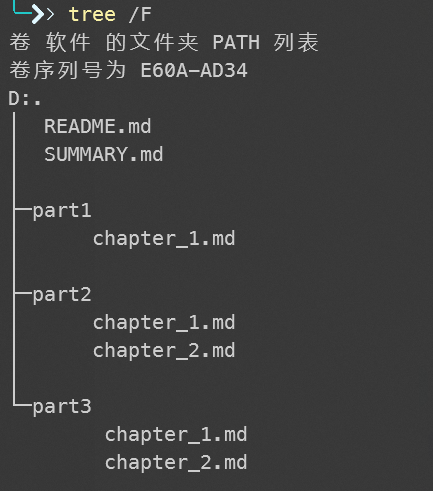 tree /F
卷 软件 的文件夹 PATH 列表
卷序列号为 E60A-AD34
D:.
│  README.md
│  SUMMARY.md
│
├─part1
│      chapter_1.md
│
├─part2
│      chapter_1.md
│      chapter_2.md
│
└─part3
        chapter_1.md
        chapter_2.md